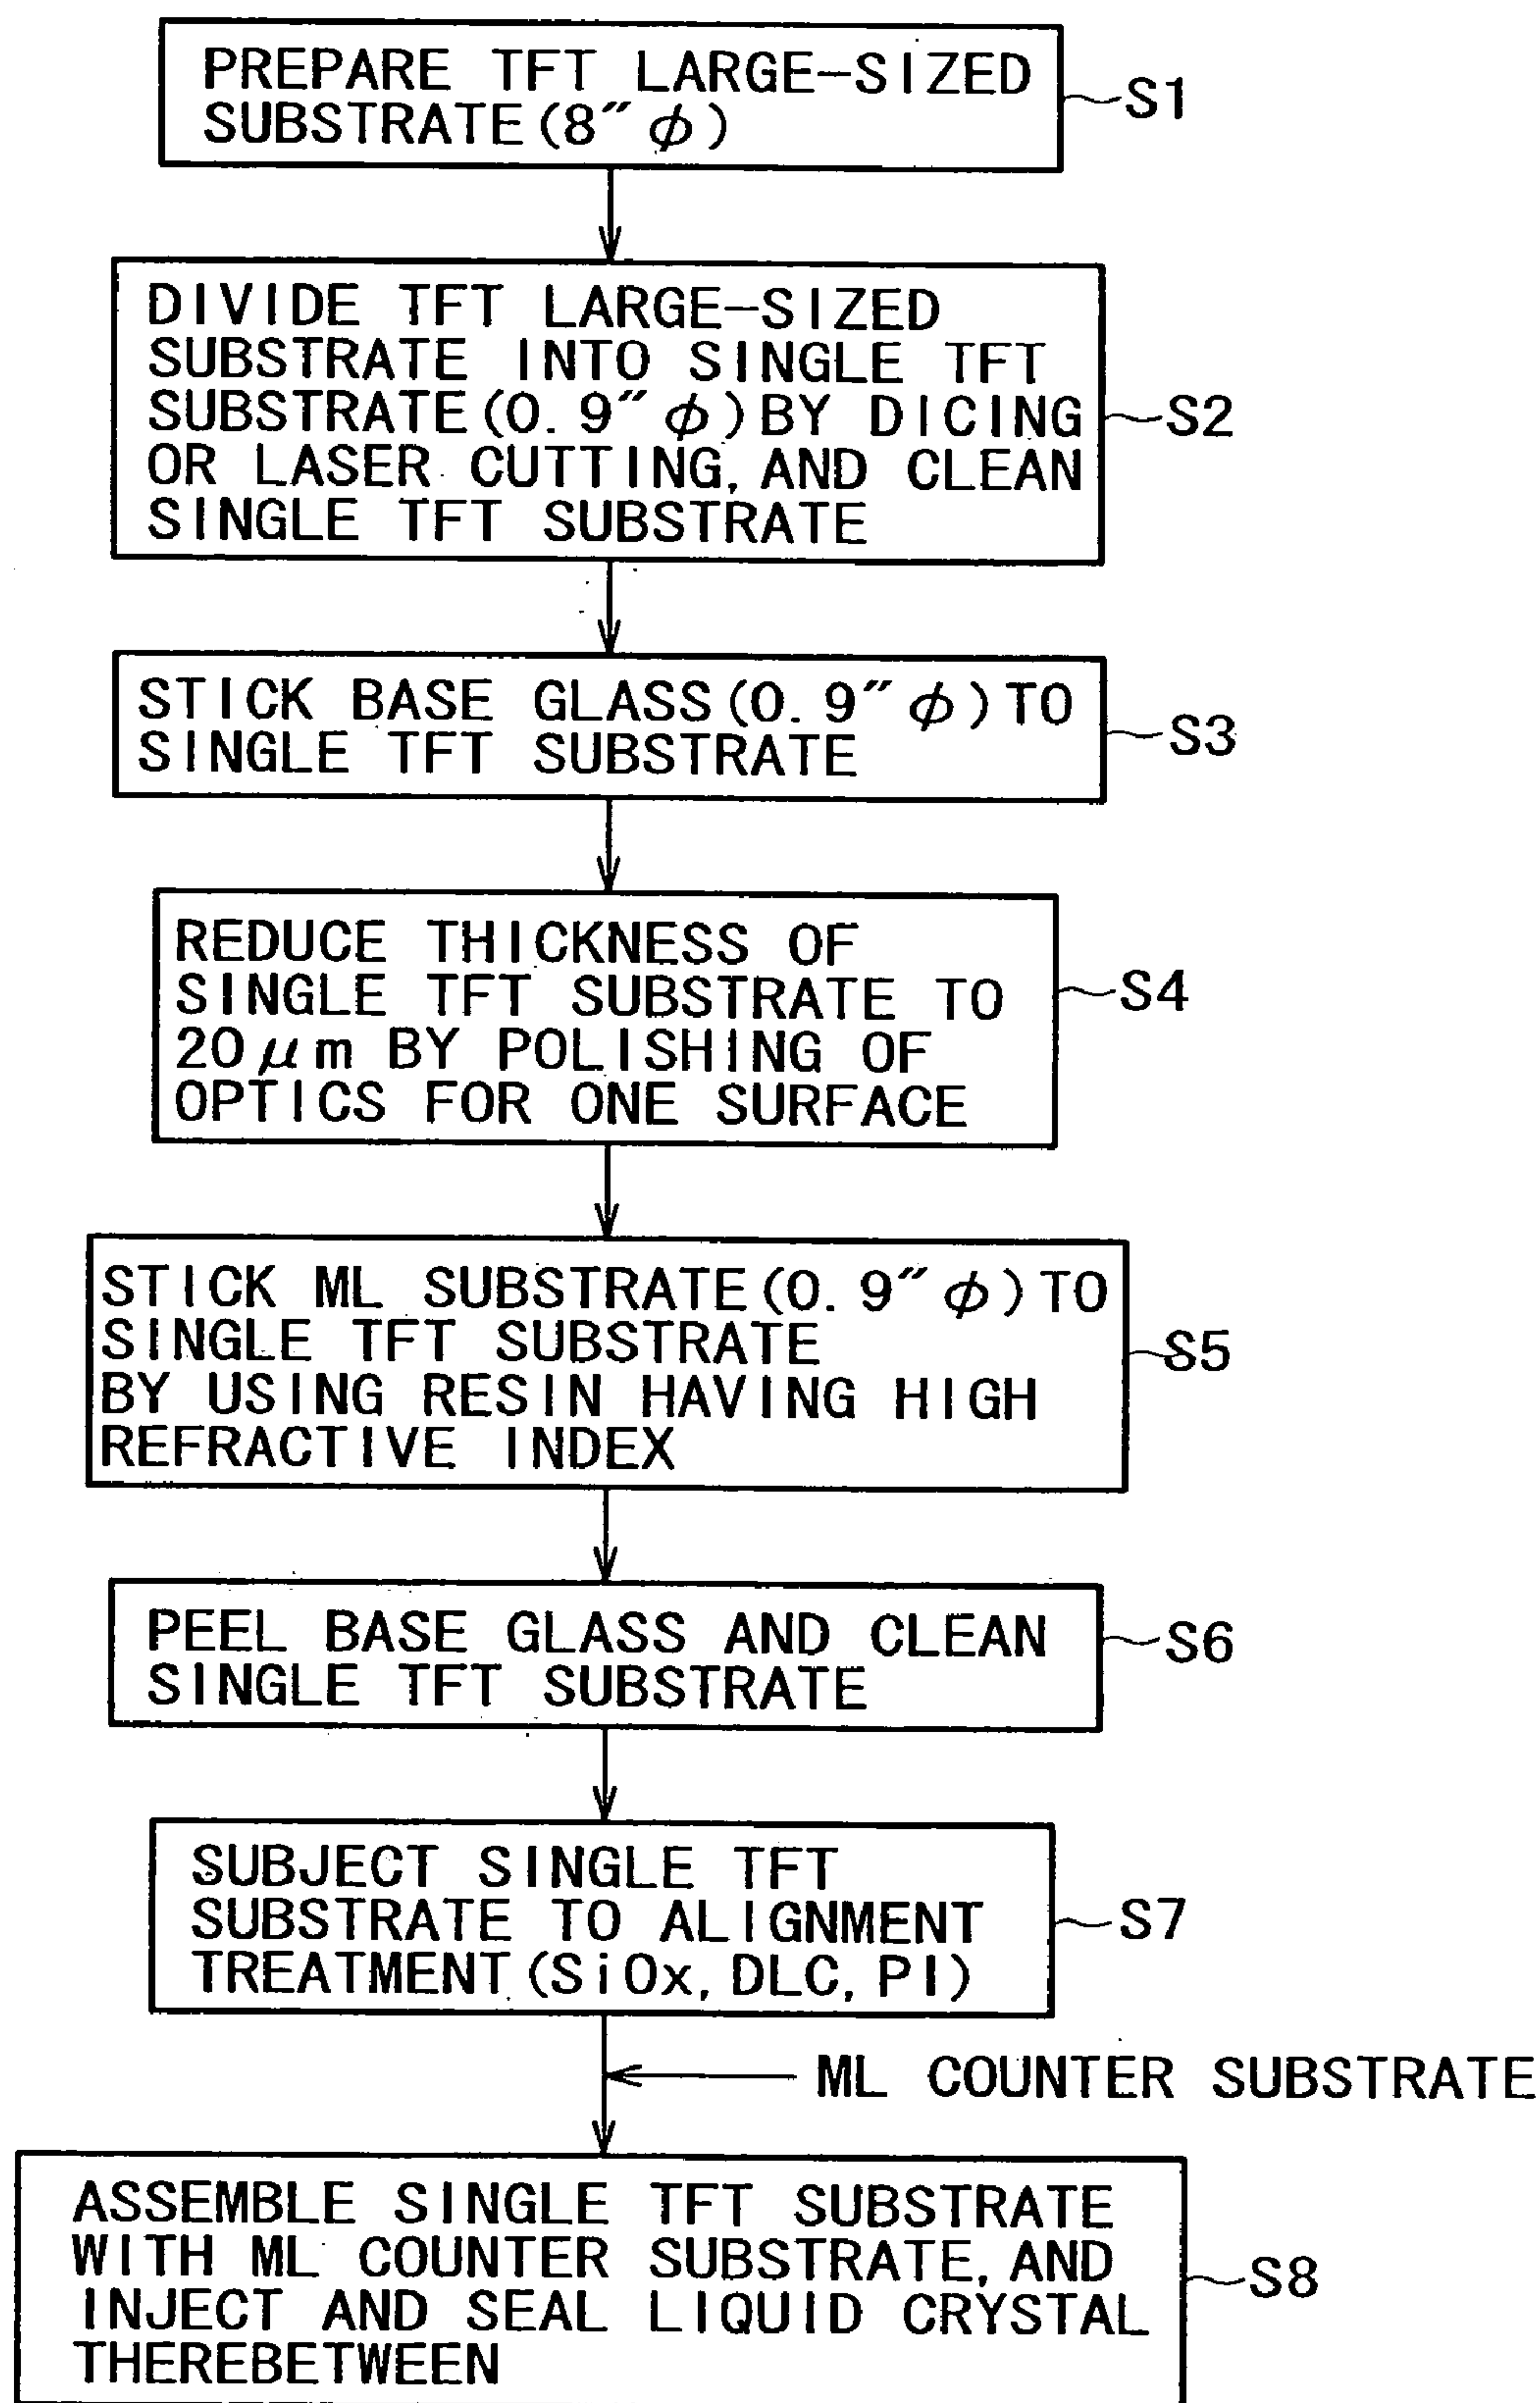 PREPARE TFT LARGE-SIZED
SUBSTRATE(8″φ)
S1
DIVIDE TFT LARGE-SIZED
SUBSTRATE INTO SINGLE TFT
SUBSTRATE(0.9″φ)BY DICING
OR LASER CUTTING, AND CLEAN
SINGLE TFT SUBSTRATE
S2
STICK BASE GLASS(0.9″φ)TO
SINGLE TFT SUBSTRATE
S3
REDUCE THICKNESS OF
SINGLE TFT SUBSTRATE TO
20μm BY POLISHING OF
OPTICS FOR ONE SURFACE
S4
STICK ML SUBSTRATE(0.9″φ)TO
SINGLE TFT SUBSTRATE
BY USING RESIN HAVING HIGH
REFRACTIVE INDEX
S5
PEEL BASE GLASS AND CLEAN
SINGLE TFT SUBSTRATE
S6
SUBJECT SINGLE TFT
SUBSTRATE TO ALIGNMENT
TREATMENT(SiOx, DLC, PI)
S7
ML COUNTER SUBSTRATE
ASSEMBLE SINGLE TFT SUBSTRATE
WITH ML COUNTER SUBSTRATE, AND
INJECT AND SEAL LIQUID CRYSTAL
THEREBETWEEN
S8